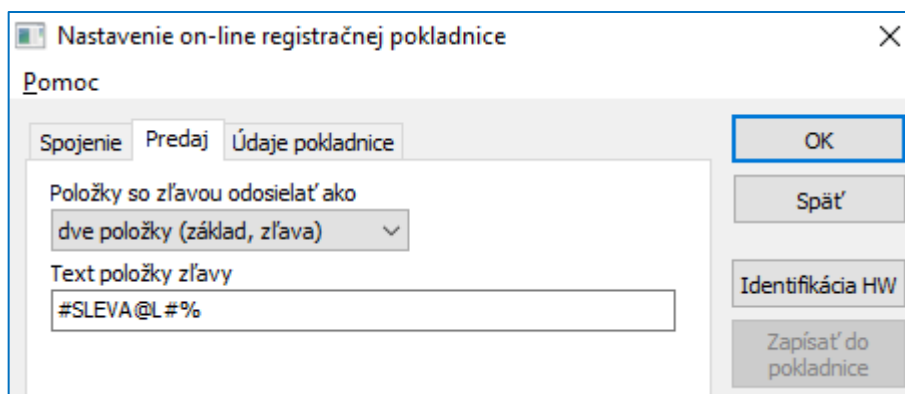 Nastavenie on-line registračnej pokladnice
Pomoc
Spojenie Predaj Údaje pokladnice
Položky so zľavou odosielať ako
dve položky (základ, zľava)
Text položky zľavy
#SLEVA@L#%
OK
Späť
Identifikácia HW
Zapísať do
pokladnice